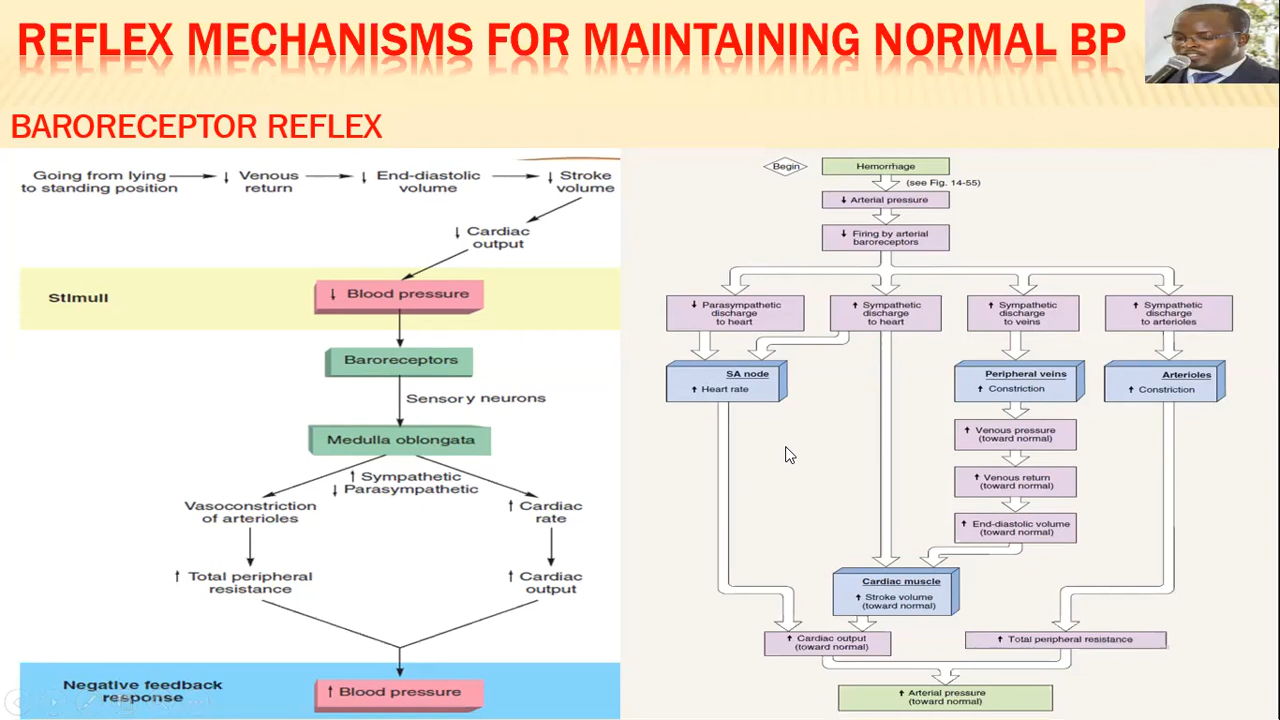 REFLEX MECHANISMS FOR MAINTAINING NORMAL BP
BARORECEPTOR REFLEX
Going from lying
to standing position
↓ Venous
return
↓ End-diastolic
volume
↓ Stroke
volume
↓ Cardiac
output
Stimuli
↓ Blood pressure
Baroreceptors
Sensory neurons
Medulla oblongata
↑ Sympathetic
↓ Parasympathetic
Vasoconstriction
of arterioles
↑ Cardiac
rate
↑ Total peripheral
resistance
↑ Cardiac
output
Negative feedback
response
↑ Blood pressure
Begin
Hemorrhage
(see Fig. 14-55)
↓ Arterial pressure
↓ Firing by arterial
baroreceptors
↓ Parasympathetic
discharge
to heart
↑ Sympathetic
discharge
to heart
↑ Sympathetic
discharge
to veins
↑ Sympathetic
discharge
to arterioles
SA node
↑ Heart rate
Peripheral veins
↑ Constriction
Arterioles
↑ Constriction
↑ Venous pressure
(toward normal)
↑ Venous return
(toward normal)
↑ End-diastolic volume
(toward normal)
Cardiac muscle
↑ Stroke volume
(toward normal)
↑ Cardiac output
(toward normal)
↑ Total peripheral resistance
↑ Arterial pressure
(toward normal)